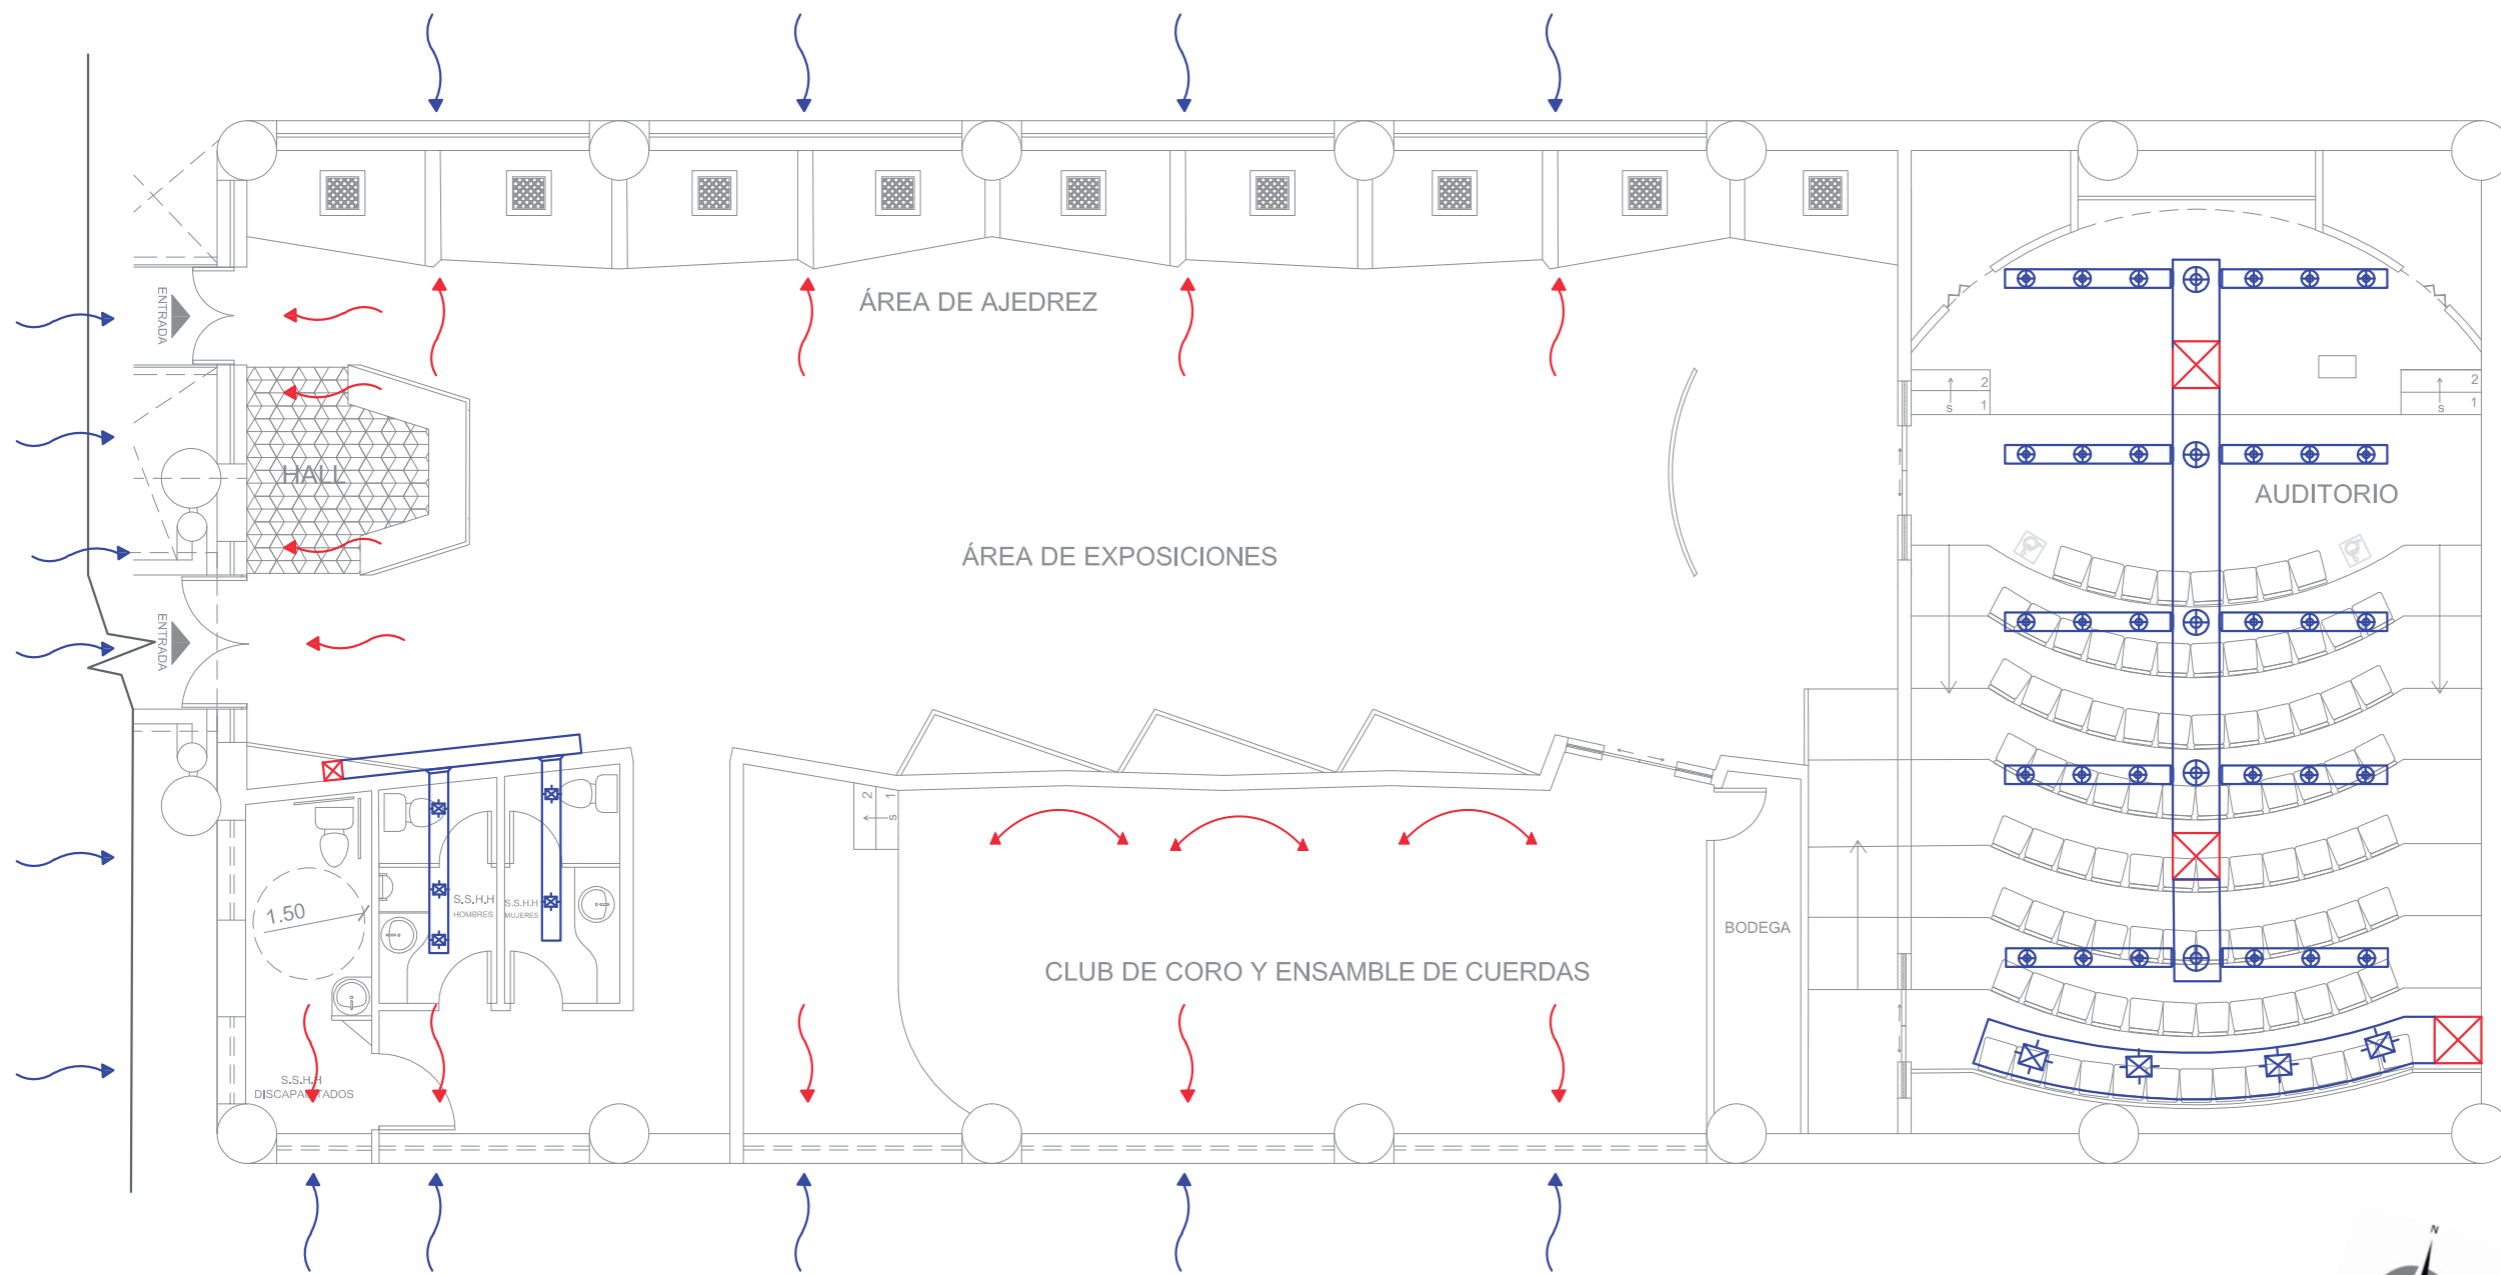 ENTRADA
ÁREA DE AJEDREZ
HALL
ÁREA DE EXPOSICIONES
ENTRADA
2
1
s
2
1
s
AUDITORIO
2 1
s
1.50
S.S.H.H
HOMBRES
S.S.H.H
MUJERES
BODEGA
CLUB DE CORO Y ENSAMBLE DE CUERDAS
S.S.H.H
DISCAPACITADOS
N